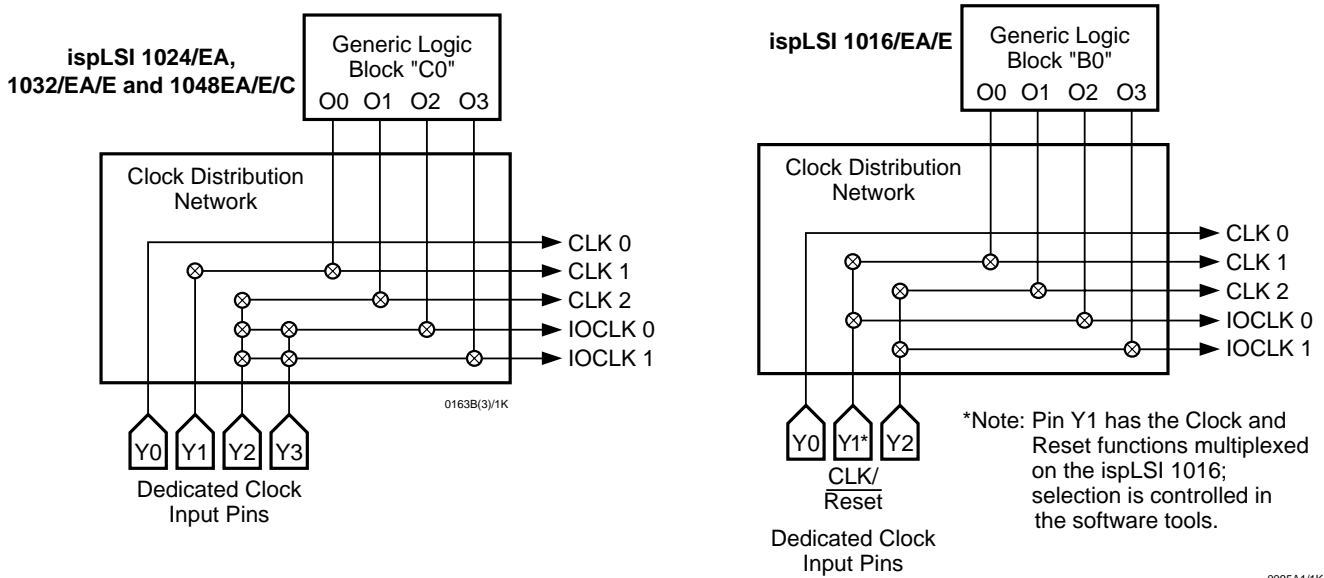 ispLSI 1024/EA,
1032/EA/E and 1048EA/E/C
Generic Logic
Block "C0"
O0 O1 O2 O3
Clock Distribution
Network
CLK 0
CLK 1
CLK 2
IOCLK 0
IOCLK 1
0163B(3)/1K
Y0 Y1 Y2 Y3
Dedicated Clock
Input Pins
ispLSI 1016/EA/E
Generic Logic
Block "B0"
O0 O1 O2 O3
Clock Distribution
Network
CLK 0
CLK 1
CLK 2
IOCLK 0
IOCLK 1
Y0 Y1* Y2
CLK/
Reset
Dedicated Clock
Input Pins
*Note: Pin Y1 has the Clock and
Reset functions multiplexed
on the ispLSI 1016;
selection is controlled in
the software tools.